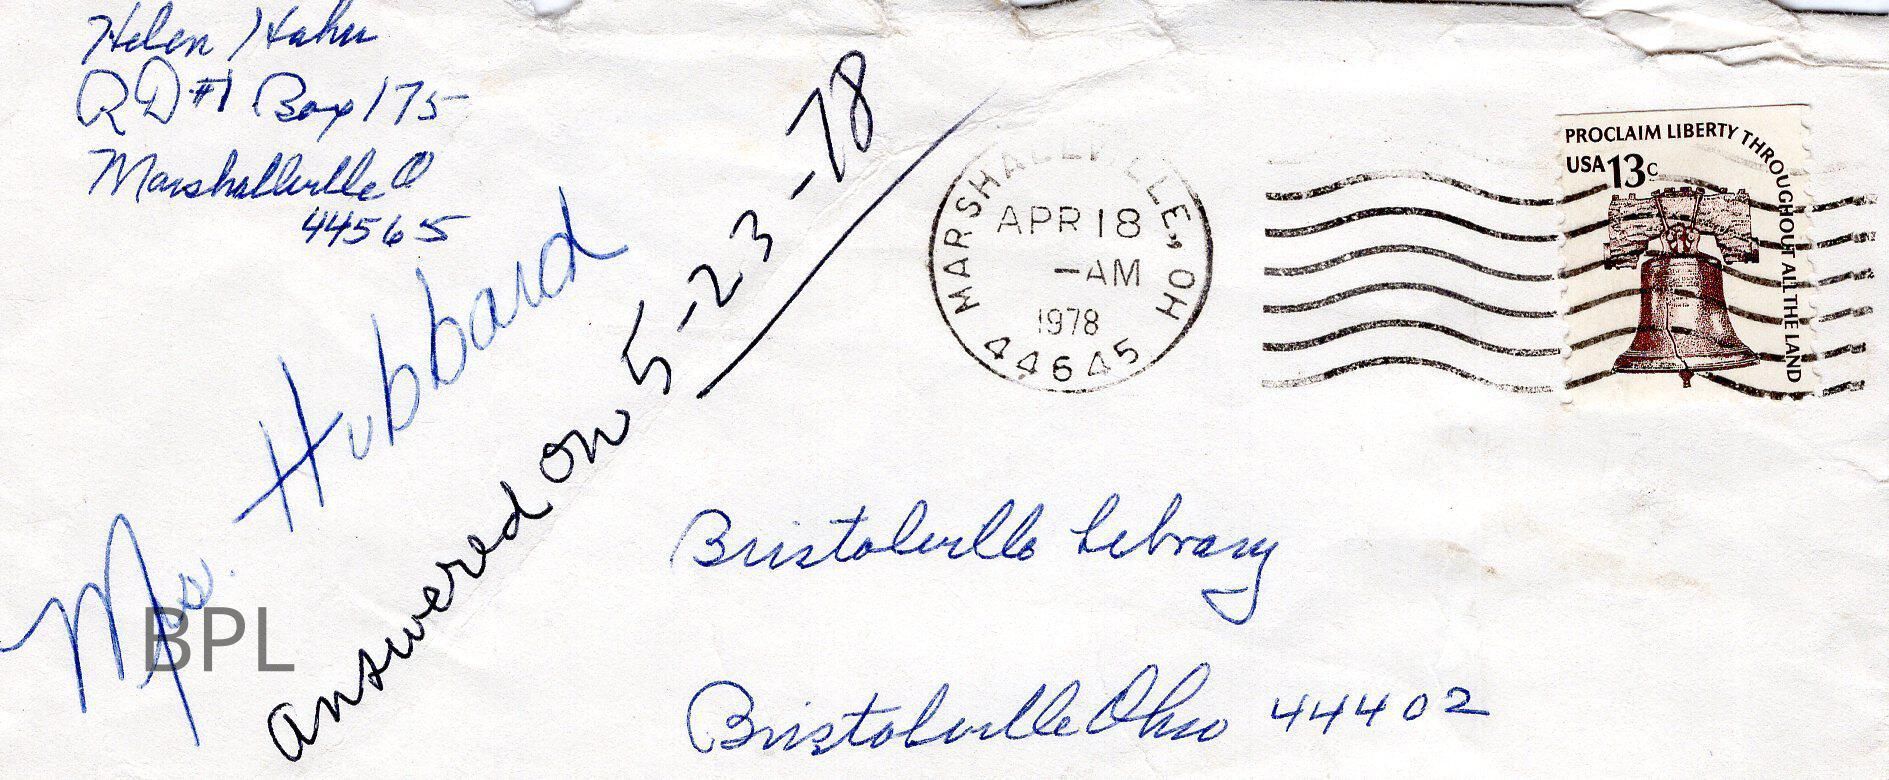 Helen Hahn
RD #1 Box 175
Marshallville O
44565
Mrs. Hubbard
answered on 5-23-78
MARSHALLVILLE, OH
APR 18
-AM
1978
44645
PROCLAIM LIBERTY THROUGHOUT ALL THE LAND
USA 13c
Bristolville Library
Bristolville Ohio 44402
BPL